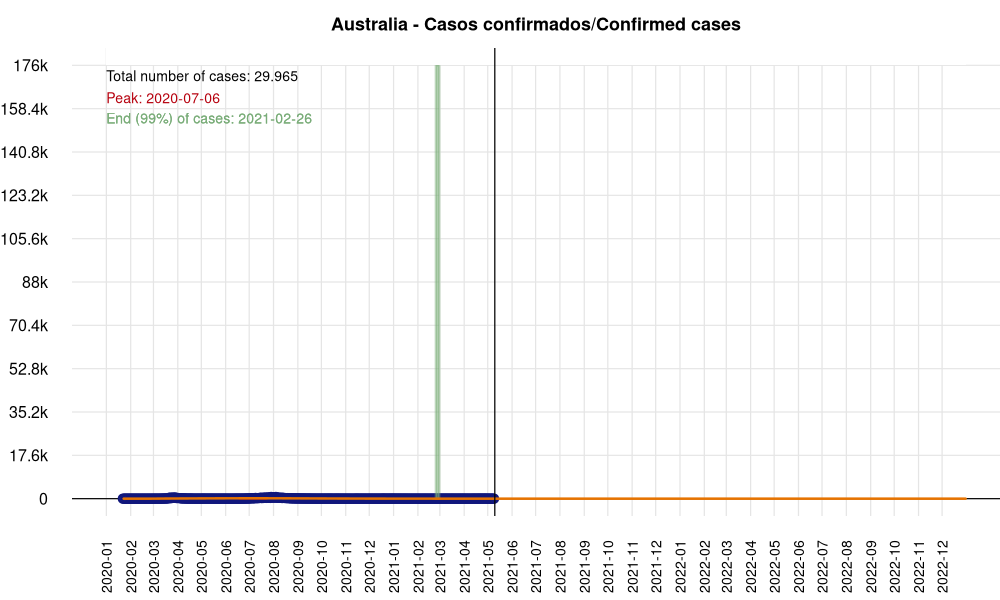 Australia - Casos confirmados/Confirmed cases
176k
158.4k
140.8k
123.2k
105.6k
88k
70.4k
52.8k
35.2k
17.6k
0
Total number of cases: 29.965
Peak: 2020-07-06
End (99%) of cases: 2021-02-26
2020-01
2020-02
2020-03
2020-04
2020-05
2020-06
2020-07
2020-08
2020-09
2020-10
2020-11
2020-12
2021-01
2021-02
2021-03
2021-04
2021-05
2021-06
2021-07
2021-08
2021-09
2021-10
2021-11
2021-12
2022-01
2022-02
2022-03
2022-04
2022-05
2022-06
2022-07
2022-08
2022-09
2022-10
2022-11
2022-12